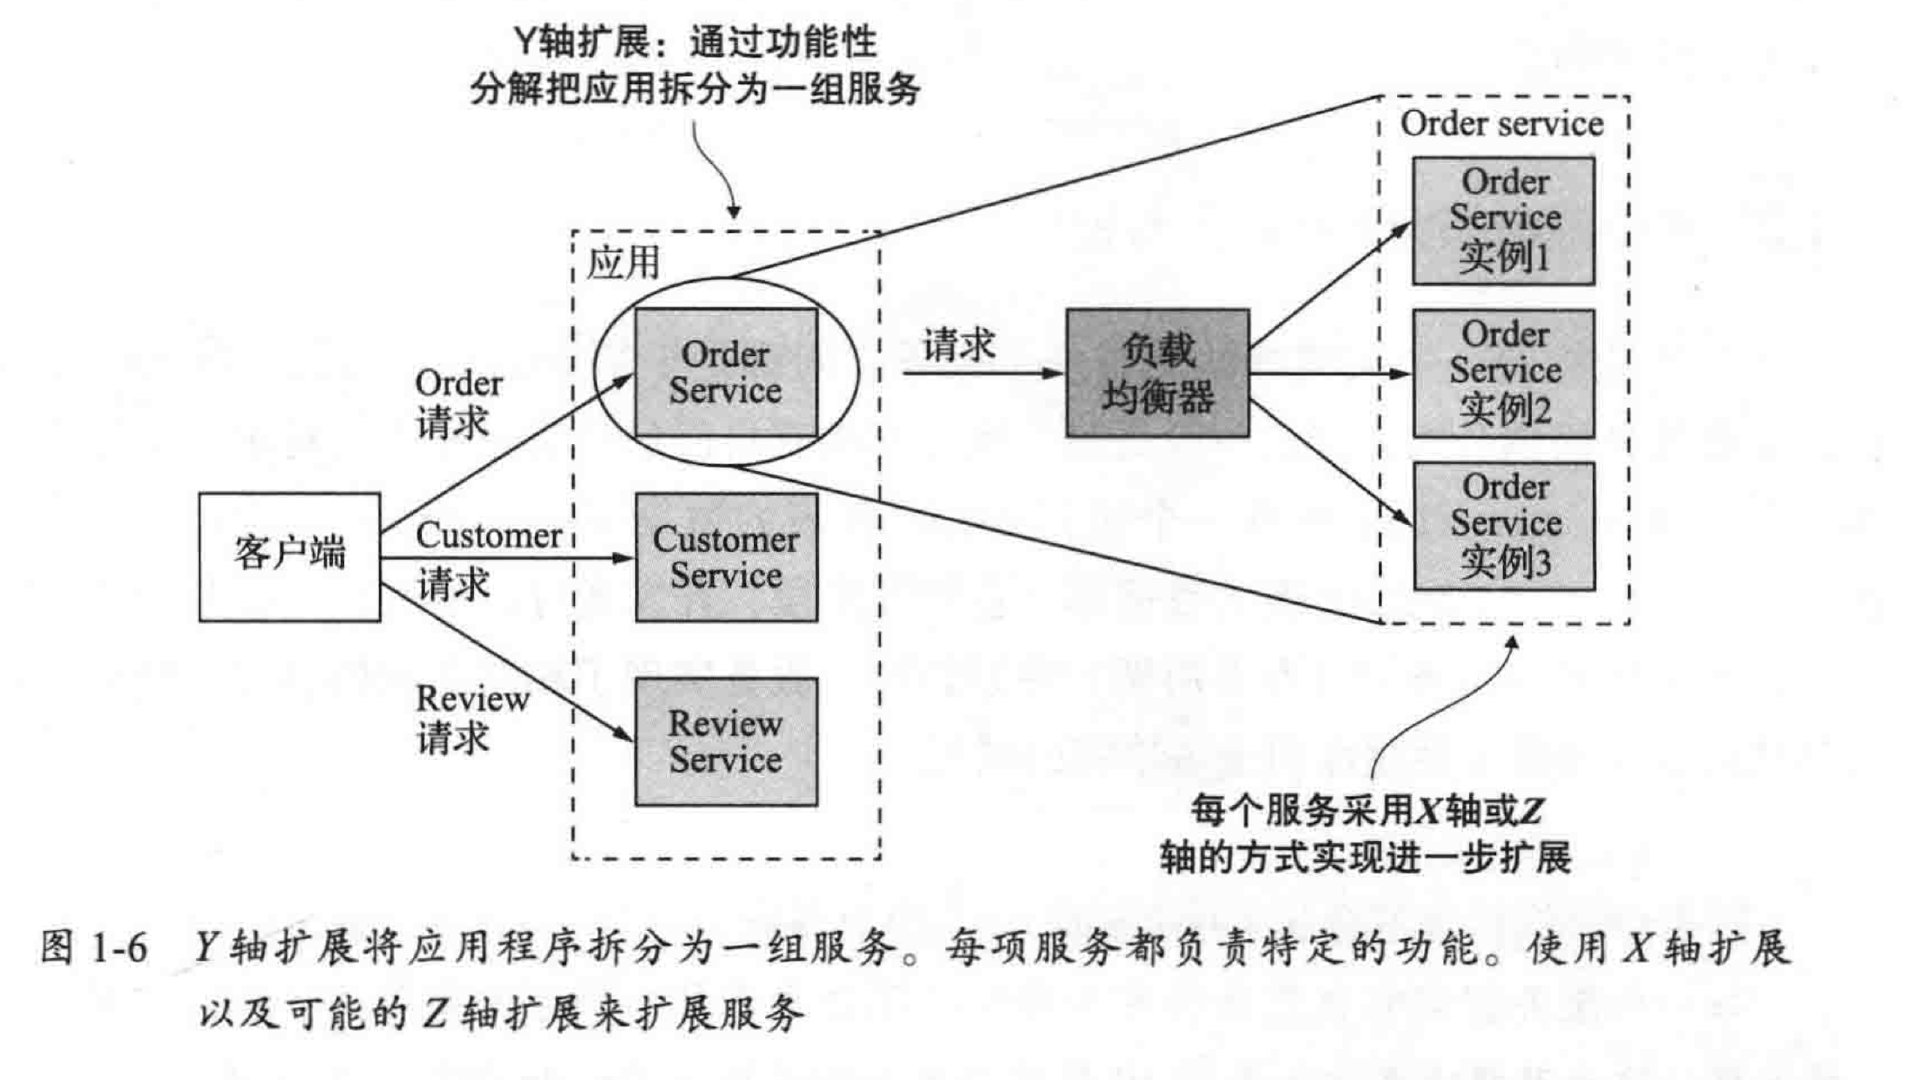 Y轴扩展：通过功能性
分解把应用拆分为一组服务
Order service
Order
Service
实例1
应用
Order
Service
请求
负载
均衡器
Order
Service
实例2
Order
请求
Order
Service
实例3
客户端
Customer
请求
Customer
Service
Review
请求
Review
Service
每个服务采用X轴或Z
轴的方式实现进一步扩展
图 1-6 Y 轴扩展将应用程序拆分为一组服务。每项服务都负责特定的功能。使用 X 轴扩展
以及可能的 Z 轴扩展来扩展服务